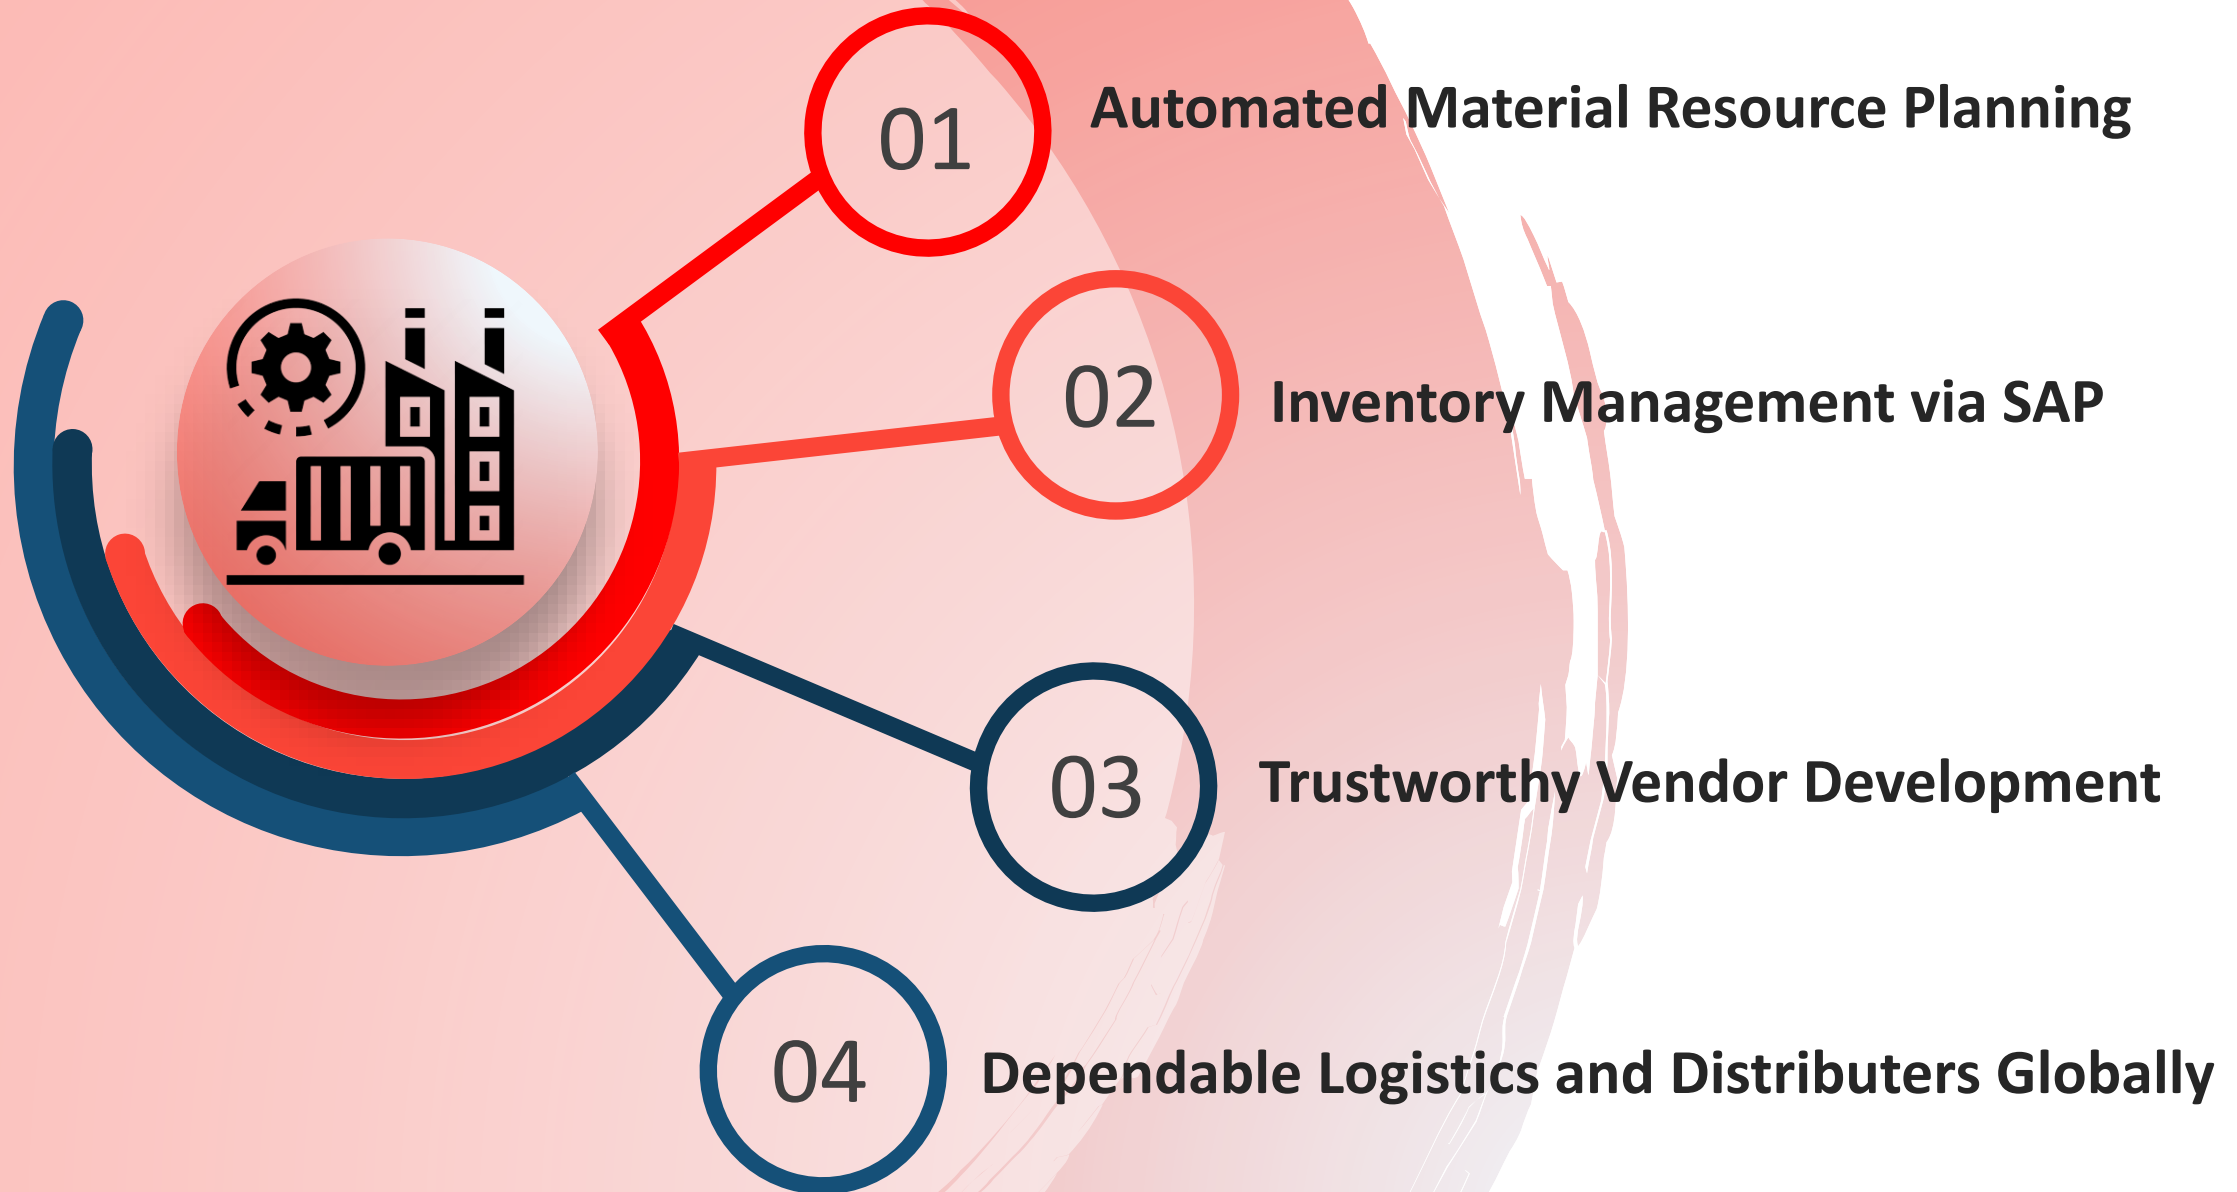 01
Automated Material Resource Planning
02
Inventory Management via SAP
03
Trustworthy Vendor Development
04
Dependable Logistics and Distributers Globally